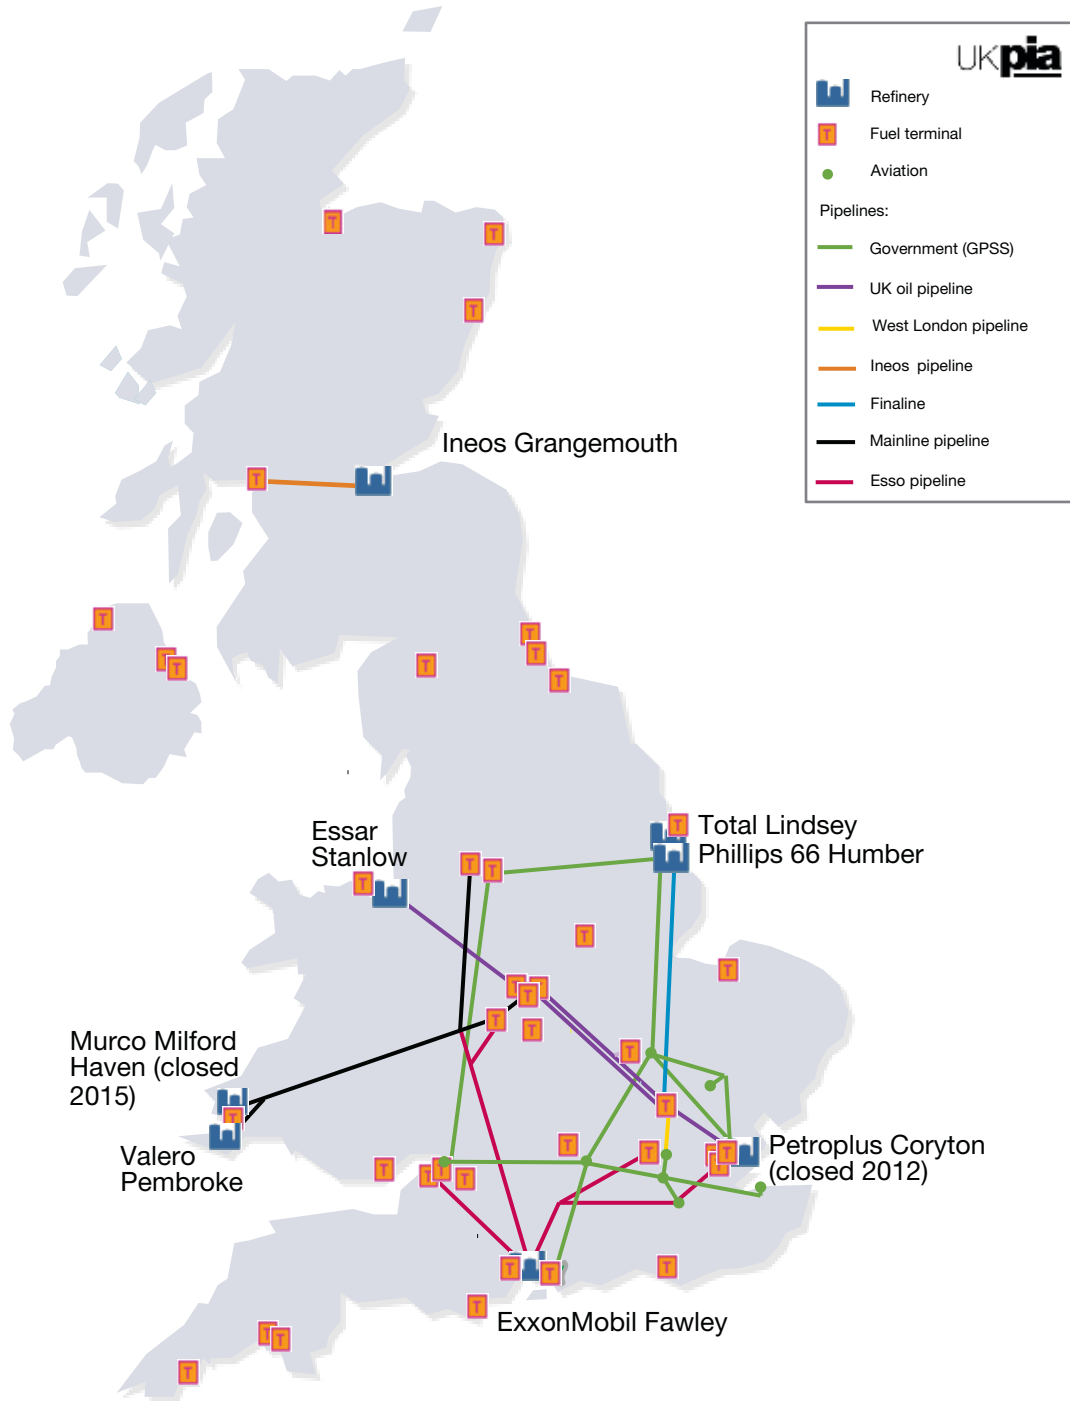 UKpia
Refinery
T Fuel terminal
Aviation
Pipelines:
Government (GPSS)
UK oil pipeline
West London pipeline
Ineos pipeline
Finaline
Mainline pipeline
Esso pipeline
T
T
T
Ineos Grangemouth
T
T
T
T
T
T
T
T
T
Total Lindsey
Phillips 66 Humber
Essar
Stanlow
T
T
T
T
T
T
T
T
T
T
T
Murco Milford
Haven (closed
2015)
T
T
Valero
Pembroke
Petroplus Coryton
(closed 2012)
T
T
T
T
T
T
T
T
T
T
T
T
T
ExxonMobil Fawley
T
T
T